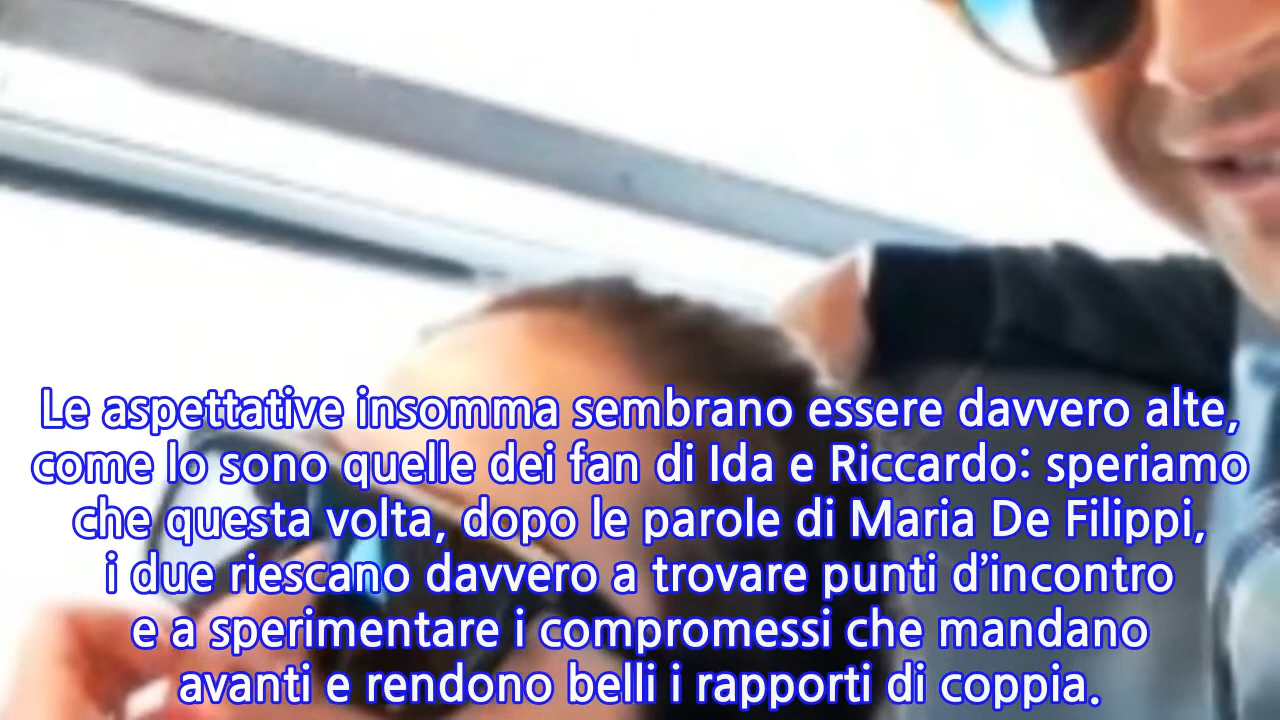 Le aspettative insomma sembrano essere davvero alte,
come lo sono quelle dei fan di Ida e Riccardo: speriamo
che questa volta, dopo le parole di Maria De Filippi,
i due riescano davvero a trovare punti d’incontro
e a sperimentare i compromessi che mandano
avanti e rendono belli i rapporti di coppia.